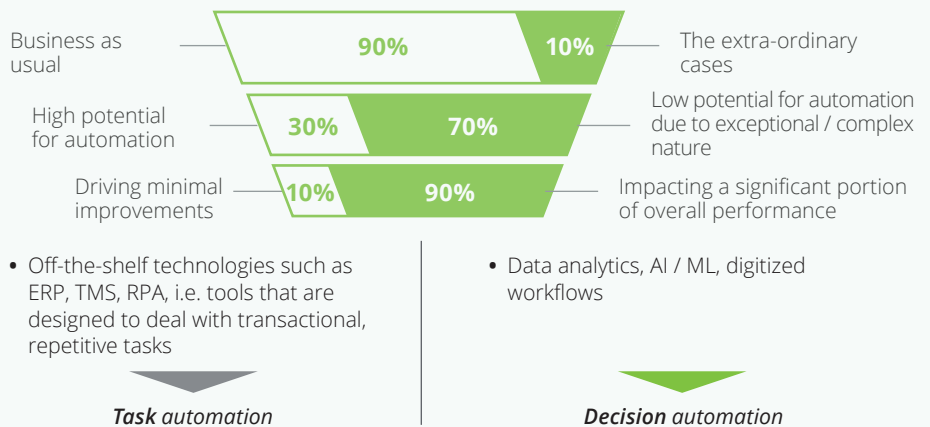 Business as
usual
90%
10%
The extra-ordinary
cases
High potential
for automation
30%
70%
Low potential for automation
due to exceptional / complex
nature
Driving minimal
improvements
10%
90%
Impacting a significant portion
of overall performance
• Off-the-shelf technologies such as
ERP, TMS, RPA, i.e. tools that are
designed to deal with transactional,
repetitive tasks
Task automation
• Data analytics, AI / ML, digitized
workflows
Decision automation